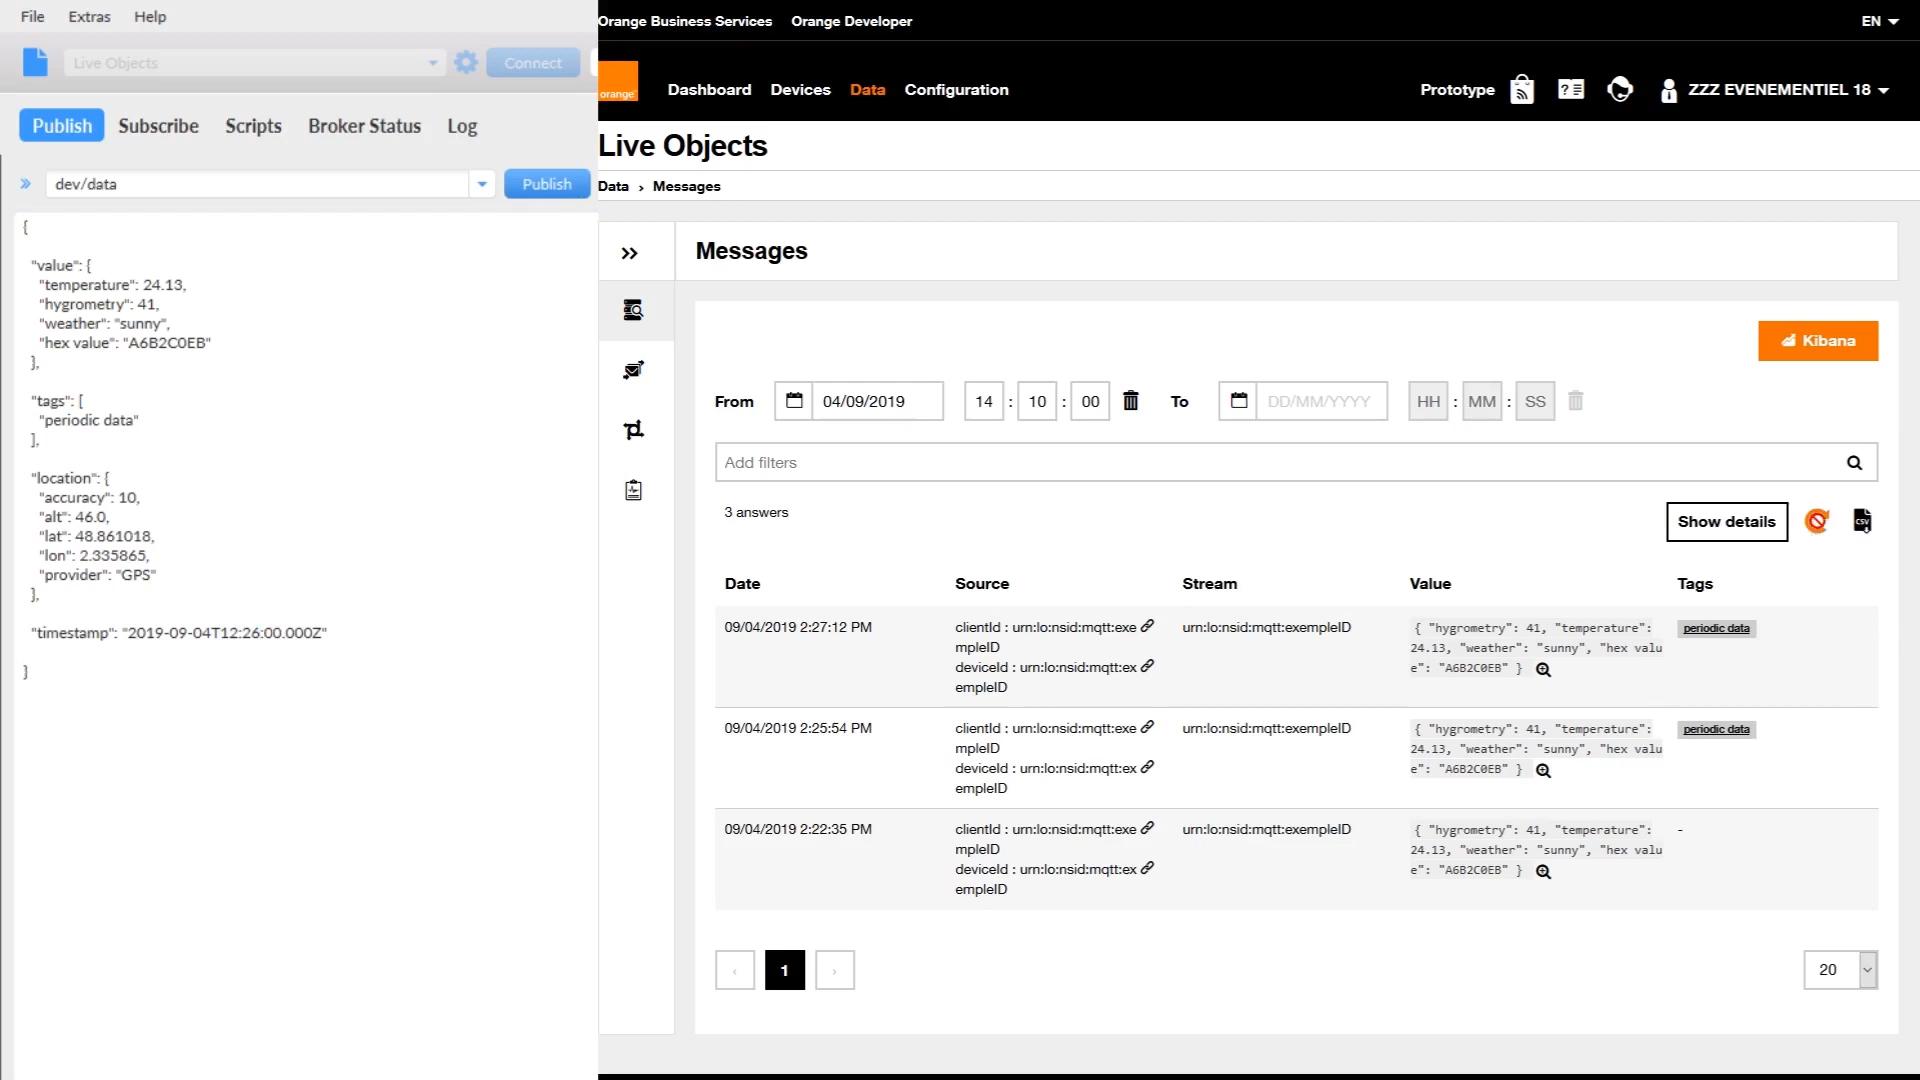 File Extras Help
Live Objects Connect
Publish Subscribe Scripts Broker Status Log
dev/data Publish
{
"value": {
"temperature": 24.13,
"hygrometry": 41,
"weather": "sunny",
"hex value": "A6B2C0EB"
},
"tags": [
"periodic data"
],
"location": {
"accuracy": 10,
"alt": 46.0,
"lat": 48.861018,
"lon": 2.335865,
"provider": "GPS"
},
"timestamp": "2019-09-04T12:26:00.000Z"
}
Orange Business Services Orange Developer EN
orange Dashboard Devices Data Configuration Prototype ZZZ EVENEMENTIEL 18
Live Objects
Data › Messages
Messages
Kibana
From 04/09/2019 14 : 10 : 00 To DD/MM/YYYY HH : MM : SS
Add filters
3 answers Show details CSV
Date Source Stream Value Tags
09/04/2019 2:27:12 PM clientId : urn:lo:nsid:mqtt:exe urn:lo:nsid:mqtt:exempleID { "hygrometry": 41, "temperature": periodic data
mpleID 24.13, "weather": "sunny", "hex valu
deviceId : urn:lo:nsid:mqtt:ex e": "A6B2C0EB" }
empleID
09/04/2019 2:25:54 PM clientId : urn:lo:nsid:mqtt:exe urn:lo:nsid:mqtt:exempleID { "hygrometry": 41, "temperature": periodic data
mpleID 24.13, "weather": "sunny", "hex valu
deviceId : urn:lo:nsid:mqtt:ex e": "A6B2C0EB" }
empleID
09/04/2019 2:22:35 PM clientId : urn:lo:nsid:mqtt:exe urn:lo:nsid:mqtt:exempleID { "hygrometry": 41, "temperature": -
mpleID 24.13, "weather": "sunny", "hex valu
deviceId : urn:lo:nsid:mqtt:ex e": "A6B2C0EB" }
empleID
‹ 1 › 20